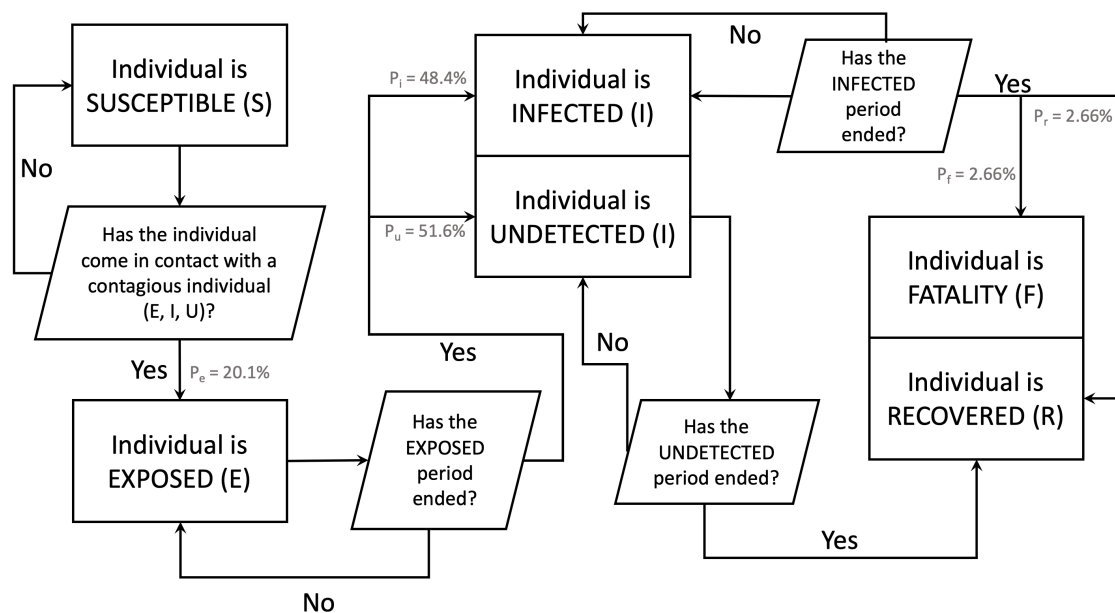 Individual is
SUSCEPTIBLE (S)
No
Has the individual
come in contact with a
contagious individual
(E, I, U)?
Yes
Pe = 20.1%
Individual is
EXPOSED (E)
Has the
EXPOSED
period
ended?
No
Yes
Pi = 48.4%
Pu = 51.6%
Individual is
INFECTED (I)
Individual is
UNDETECTED (I)
No
Has the
INFECTED
period
ended?
Yes
Pr = 2.66%
Pf = 2.66%
No
Has the
UNDETECTED
period ended?
Yes
Individual is
FATALITY (F)
Individual is
RECOVERED (R)